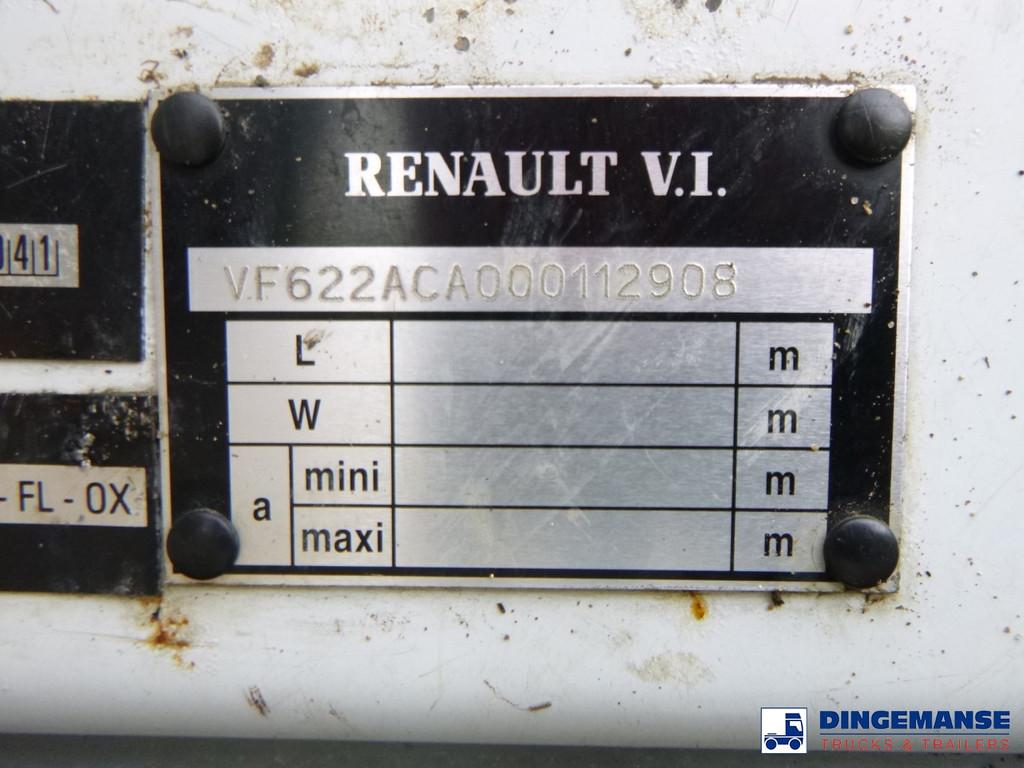 RENAULT V.I.
041
VF622ACA000112908
L m
W m
a mini m
- FL - OX
maxi m
DINGEMANSE
TRUCKS & TRAILERS